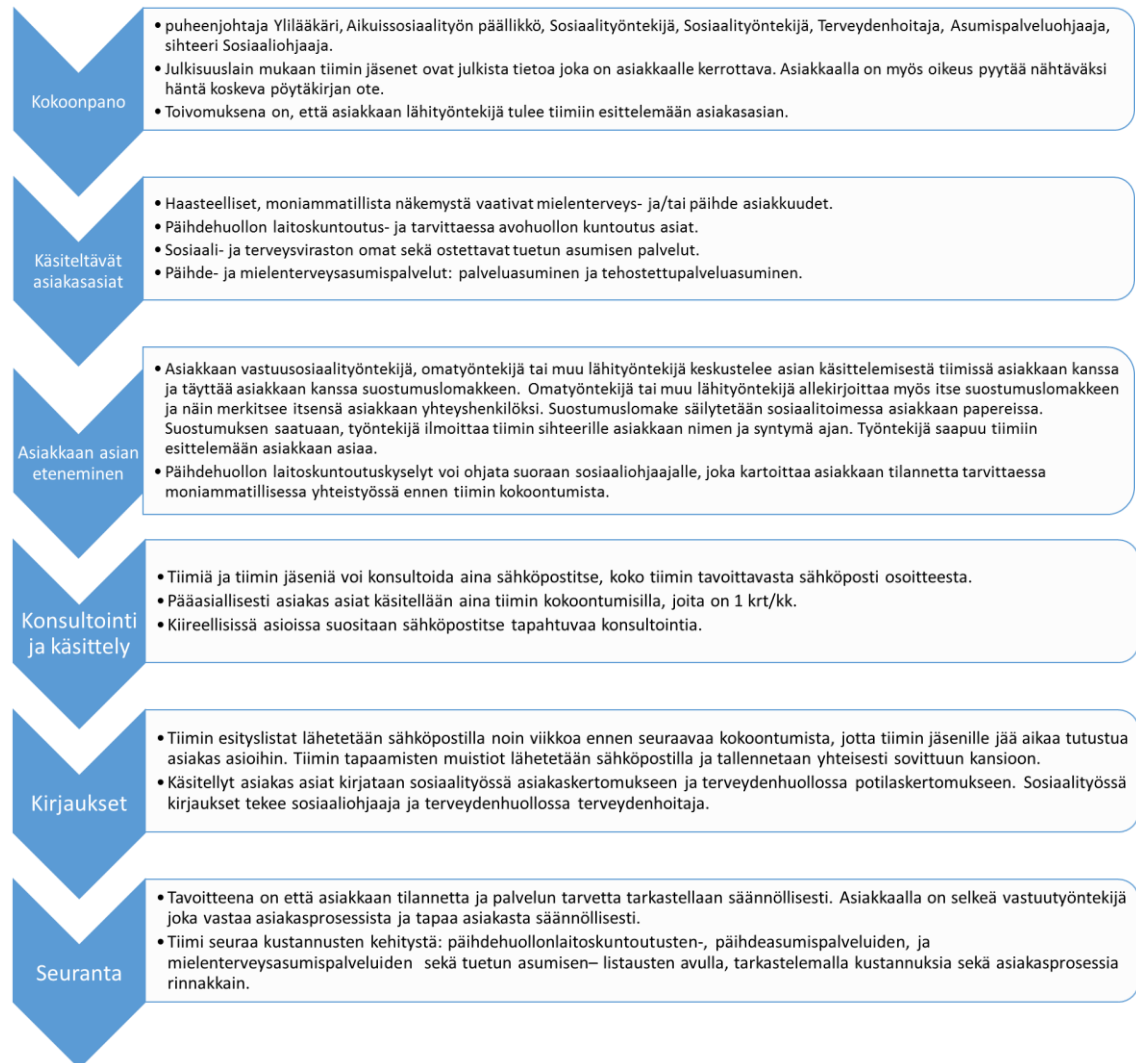 Kokoonpano
• puheenjohtaja Ylilääkäri, Aikuissosiaalityön päällikkö, Sosiaalityöntekijä, Sosiaalityöntekijä, Terveydenhoitaja, Asumispalveluohjaaja,
sihteeri Sosiaaliohjaaja.
• Julkisuuslain mukaan tiimin jäsenet ovat julkista tietoa joka on asiakkaalle kerrottava. Asiakkaalla on myös oikeus pyytää nähtäväksi
häntä koskeva pöytäkirjan ote.
• Toivomuksena on, että asiakkaan lähityöntekijä tulee tiimiin esittelemään asiakasasian.
Käsiteltävät
asiakasasiat
• Haasteelliset, moniammatillista näkemystä vaativat mielenterveys- ja/tai päihde asiakkuudet.
• Päihdehuollon laitoskuntoutus- ja tarvittaessa avohuollon kuntoutus asiat.
• Sosiaali- ja terveysviraston omat sekä ostettavat tuetun asumisen palvelut.
• Päihde- ja mielenterveysasumispalvelut: palveluasuminen ja tehostettupalveluasuminen.
Asiakkaan asian
eteneminen
• Asiakkaan vastuusosiaalityöntekijä, omatyöntekijä tai muu lähityöntekijä keskustelee asian käsittelemisestä tiimissä asiakkaan kanssa
ja täyttää asiakkaan kanssa suostumuslomakkeen. Omatyöntekijä tai muu lähityöntekijä allekirjoittaa myös itse suostumuslomakkeen
ja näin merkitsee itsensä asiakkaan yhteyshenkilöksi. Suostumuslomake säilytetään sosiaalitoimessa asiakkaan papereissa.
Suostumuksen saatuaan, työntekijä ilmoittaa tiimin sihteerille asiakkaan nimen ja syntymä ajan. Työntekijä saapuu tiimiin
esittelemään asiakkaan asiaa.
• Päihdehuollon laitoskuntoutuskyselyt voi ohjata suoraan sosiaaliohjaajalle, joka kartoittaa asiakkaan tilannetta tarvittaessa
moniammatillisessa yhteistyössä ennen tiimin kokoontumista.
Konsultointi
ja käsittely
• Tiimiä ja tiimin jäseniä voi konsultoida aina sähköpostitse, koko tiimin tavoittavasta sähköposti osoitteesta.
• Pääasiallisesti asiakas asiat käsitellään aina tiimin kokoontumisilla, joita on 1 krt/kk.
• Kiireellisissä asioissa suositaan sähköpostitse tapahtuvaa konsultointia.
Kirjaukset
• Tiimin esityslistat lähetetään sähköpostilla noin viikkoa ennen seuraavaa kokoontumista, jotta tiimin jäsenille jää aikaa tutustua
asiakas asioihin. Tiimin tapaamisten muistiot lähetetään sähköpostilla ja tallennetaan yhteisesti sovittuun kansioon.
• Käsitellyt asiakas asiat kirjataan sosiaalityössä asiakaskertomukseen ja terveydenhuollossa potilaskertomukseen. Sosiaalityössä
kirjaukset tekee sosiaaliohjaaja ja terveydenhuollossa terveydenhoitaja.
Seuranta
• Tavoitteena on että asiakkaan tilannetta ja palvelun tarvetta tarkastellaan säännöllisesti. Asiakkaalla on selkeä vastuutyöntekijä
joka vastaa asiakasprosessista ja tapaa asiakasta säännöllisesti.
• Tiimi seuraa kustannusten kehitystä: päihdehuollonlaitoskuntoutusten-, päihdeasumispalveluiden, ja
mielenterveysasumispalveluiden sekä tuetun asumisen– listausten avulla, tarkastelemalla kustannuksia sekä asiakasprosessia
rinnakkain.